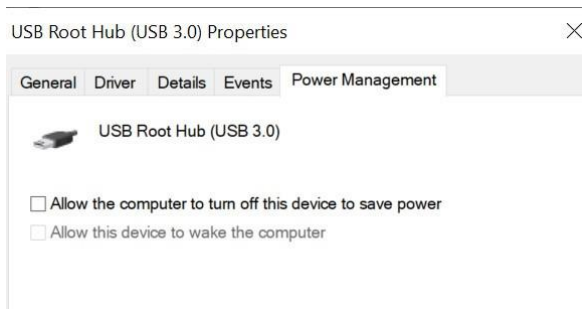 USB Root Hub (USB 3.0) Properties
General Driver Details Events Power Management
USB Root Hub (USB 3.0)
Allow the computer to turn off this device to save power
Allow this device to wake the computer